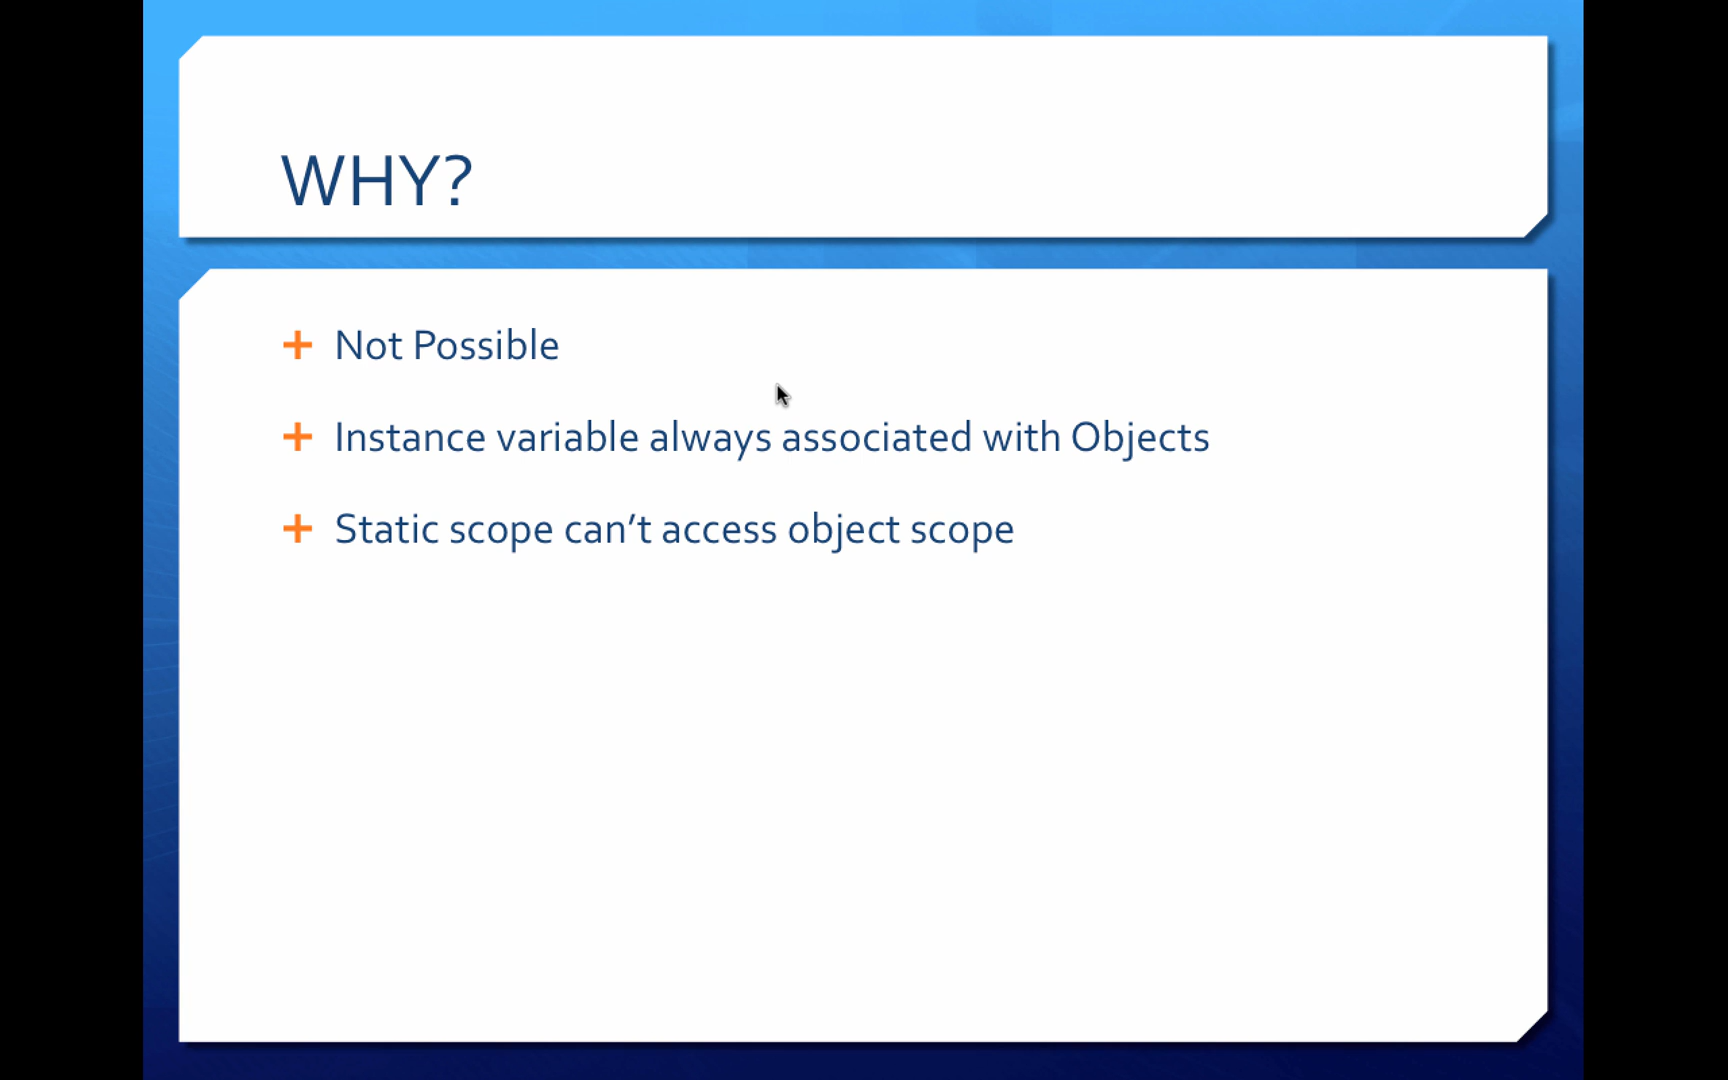 WHY?
Not Possible
Instance variable always associated with Objects
Static scope can’t access object scope